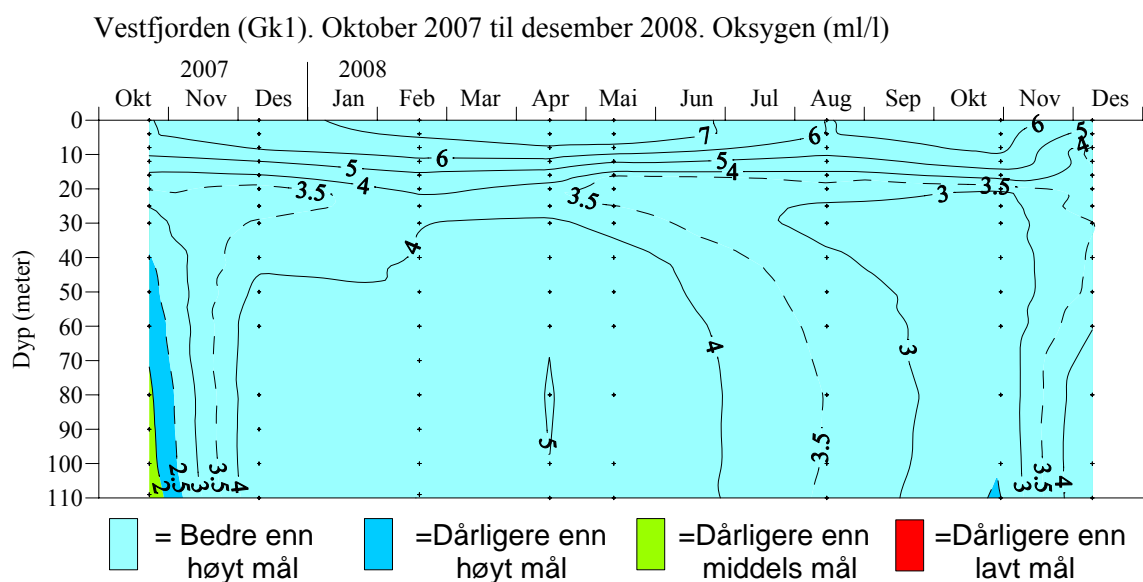 Vestfjorden (Gk1). Oktober 2007 til desember 2008. Oksygen (ml/l)
2007 2008
Okt Nov Des Jan Feb Mar Apr Mai Jun Jul Aug Sep Okt Nov Des
0
10
20
30
40
50
60
70
80
90
100
110
Dyp (meter)
7 6 6 5
6 5 5 4
4 4 3.5 3
3.5 3.5
4
4 3
5 3.5
2 2.5 3 3.5 4 3 3.5 4
= Bedre enn høyt mål
=Dårligere enn høyt mål
=Dårligere enn middels mål
=Dårligere enn lavt mål